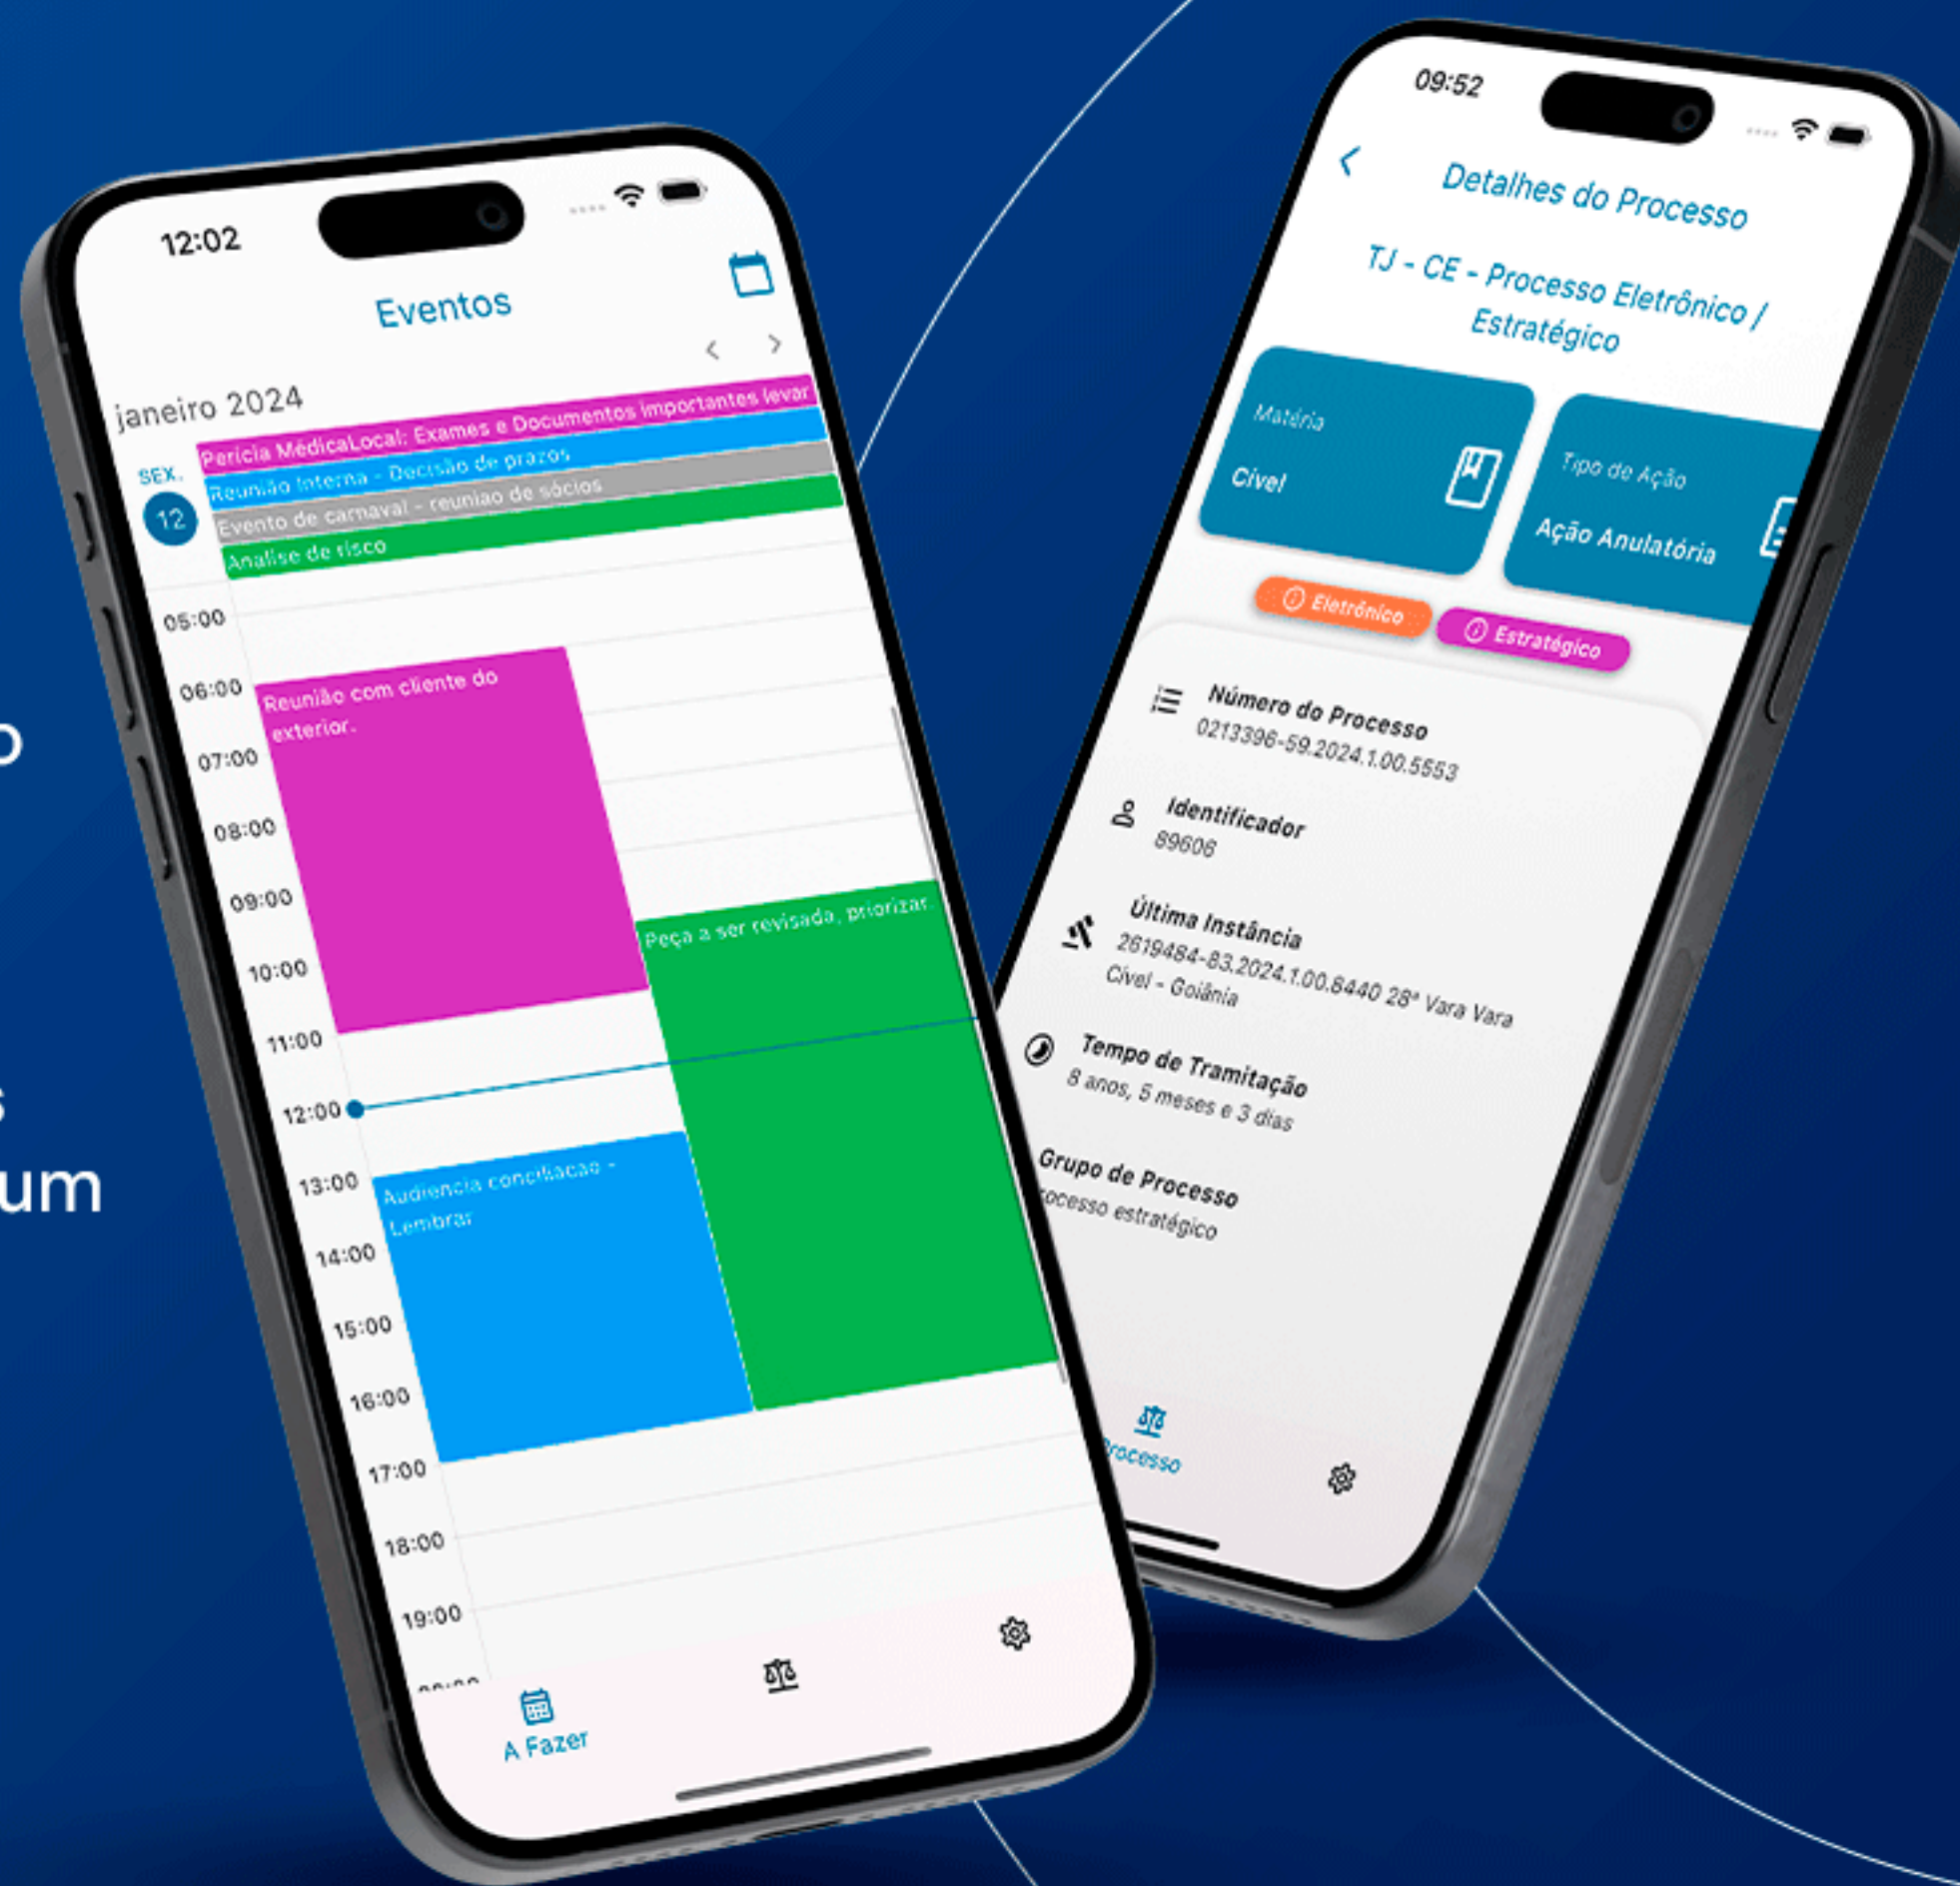 o
s
um
12:02
Eventos
janeiro 2024
SEX.
12
Perícia MédicaLocal: Exames e Documentos importantes levar
Reunião Interna - Decisão de prazos
Evento de carnaval - reuniao de sócios
Analise de risco
05:00
06:00
Reunião com cliente do
exterior.
07:00
08:00
09:00
Peça a ser revisada, priorizar.
10:00
11:00
12:00
13:00
Audiencia conciliacao -
Lembrar
14:00
15:00
16:00
17:00
18:00
19:00
A Fazer
09:52
Detalhes do Processo
TJ - CE - Processo Eletrônico /
Estratégico
Matéria
Cível
Tipo de Ação
Ação Anulatória
Eletrônico
Estratégico
Número do Processo
0213396-59.2024.1.00.5553
Identificador
89606
Última Instância
2619484-83.2024.1.00.8440 28ª Vara Vara
Cível - Goiânia
Tempo de Tramitação
8 anos, 5 meses e 3 dias
Grupo de Processo
rocesso estratégico
Processo